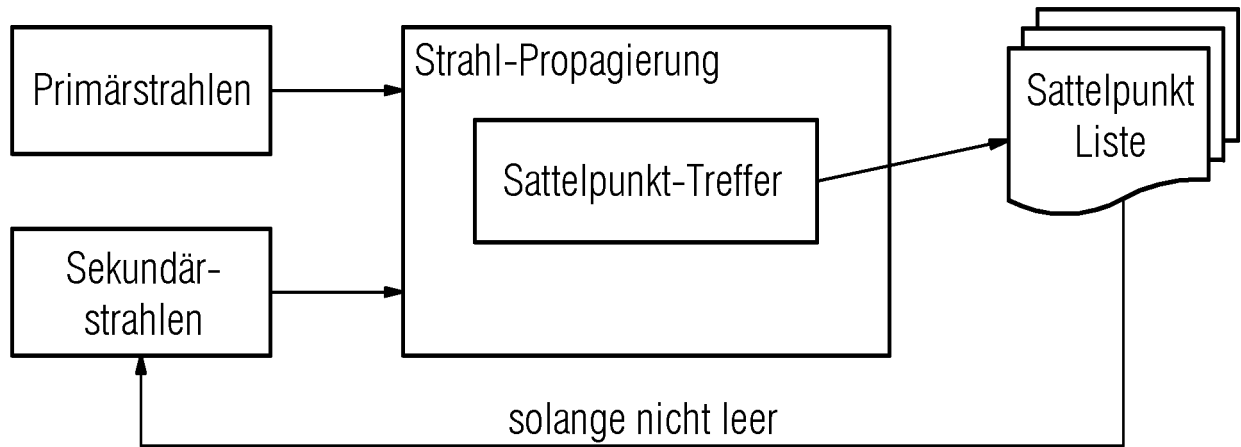 Primärstrahlen
Strahl-Propagierung
Sattelpunkt-Treffer
Sattelpunkt
Liste
Sekundär-
strahlen
solange nicht leer